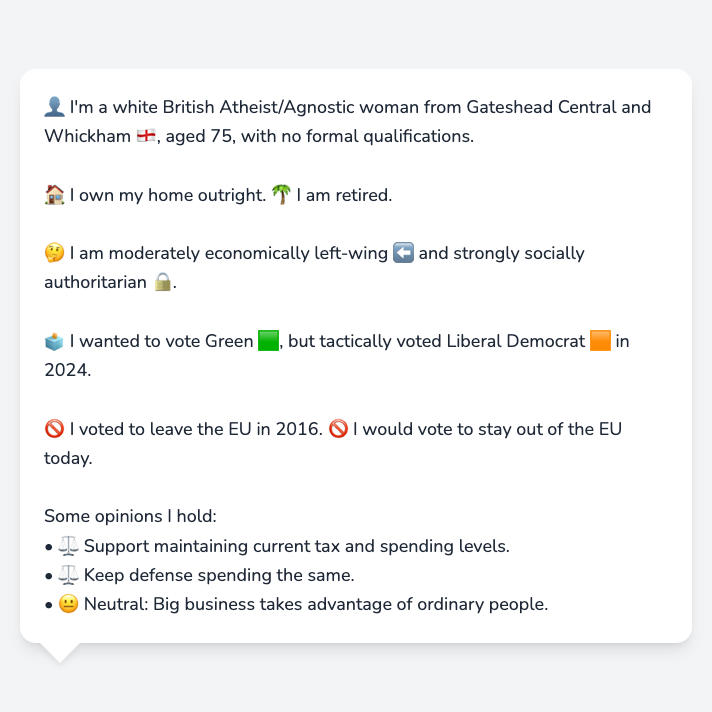 👤 I'm a white British Atheist/Agnostic woman from Gateshead Central and
Whickham 🏴󠁧󠁢󠁥󠁮󠁧󠁿, aged 75, with no formal qualifications.
🏠 I own my home outright. 🌴 I am retired.
🤔 I am moderately economically left-wing ⬅️ and strongly socially
authoritarian 🔒.
🗳️ I wanted to vote Green 🟩, but tactically voted Liberal Democrat 🟧 in
2024.
🚫 I voted to leave the EU in 2016. 🚫 I would vote to stay out of the EU
today.
Some opinions I hold:
• ⚖️ Support maintaining current tax and spending levels.
• ⚖️ Keep defense spending the same.
• 😐 Neutral: Big business takes advantage of ordinary people.